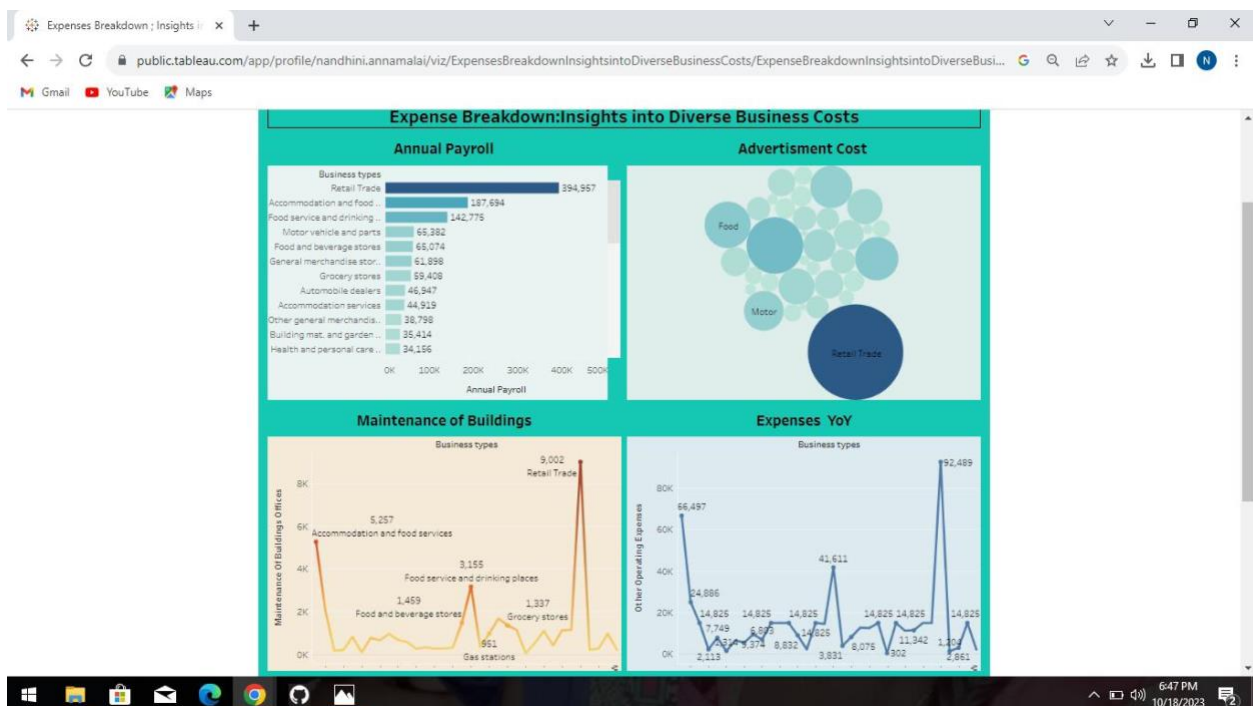 Expenses Breakdown ; Insights i
public.tableau.com/app/profile/nandhini.annamalai/viz/ExpensesBreakdownInsightsintoDiverseBusinessCosts/ExpenseBreakdownInsightsintoDiverseBusi...
N
Gmail YouTube Maps
Expense Breakdown:Insights into Diverse Business Costs
Annual Payroll
Business types
Retail Trade 394,957
Accommodation and food .. 187,694
Food service and drinking .. 142,775
Motor vehicle and parts 65,382
Food and beverage stores 65,074
General merchandise stor.. 61,898
Grocery stores 59,408
Automobile dealers 46,947
Accommodation services 44,919
Other general merchandis.. 38,798
Building mat. and garden .. 35,414
Health and personal care .. 34,156
0K 100K 200K 300K 400K 500K
Annual Payroll
Advertisment Cost
Food
Motor
Retail Trade
Maintenance of Buildings
Business types
Maintenance Of Buildings Offices
8K
6K
4K
2K
0K
9,002
Retail Trade
5,257
Accommodation and food services
3,155
Food service and drinking places
1,459
Food and beverage stores
1,337
Grocery stores
951
Gas stations
Expenses YoY
Business types
Other Operating Expenses
80K
60K
40K
20K
0K
92,489
66,497
41,611
24,886
14,825 14,825 14,825 14,825 14,825 14,825
7,749
6,893
14,825
9,374
8,832
11,342
2,113
3,831
8,075
302
1,204
2,861
6:47 PM
10/18/2023